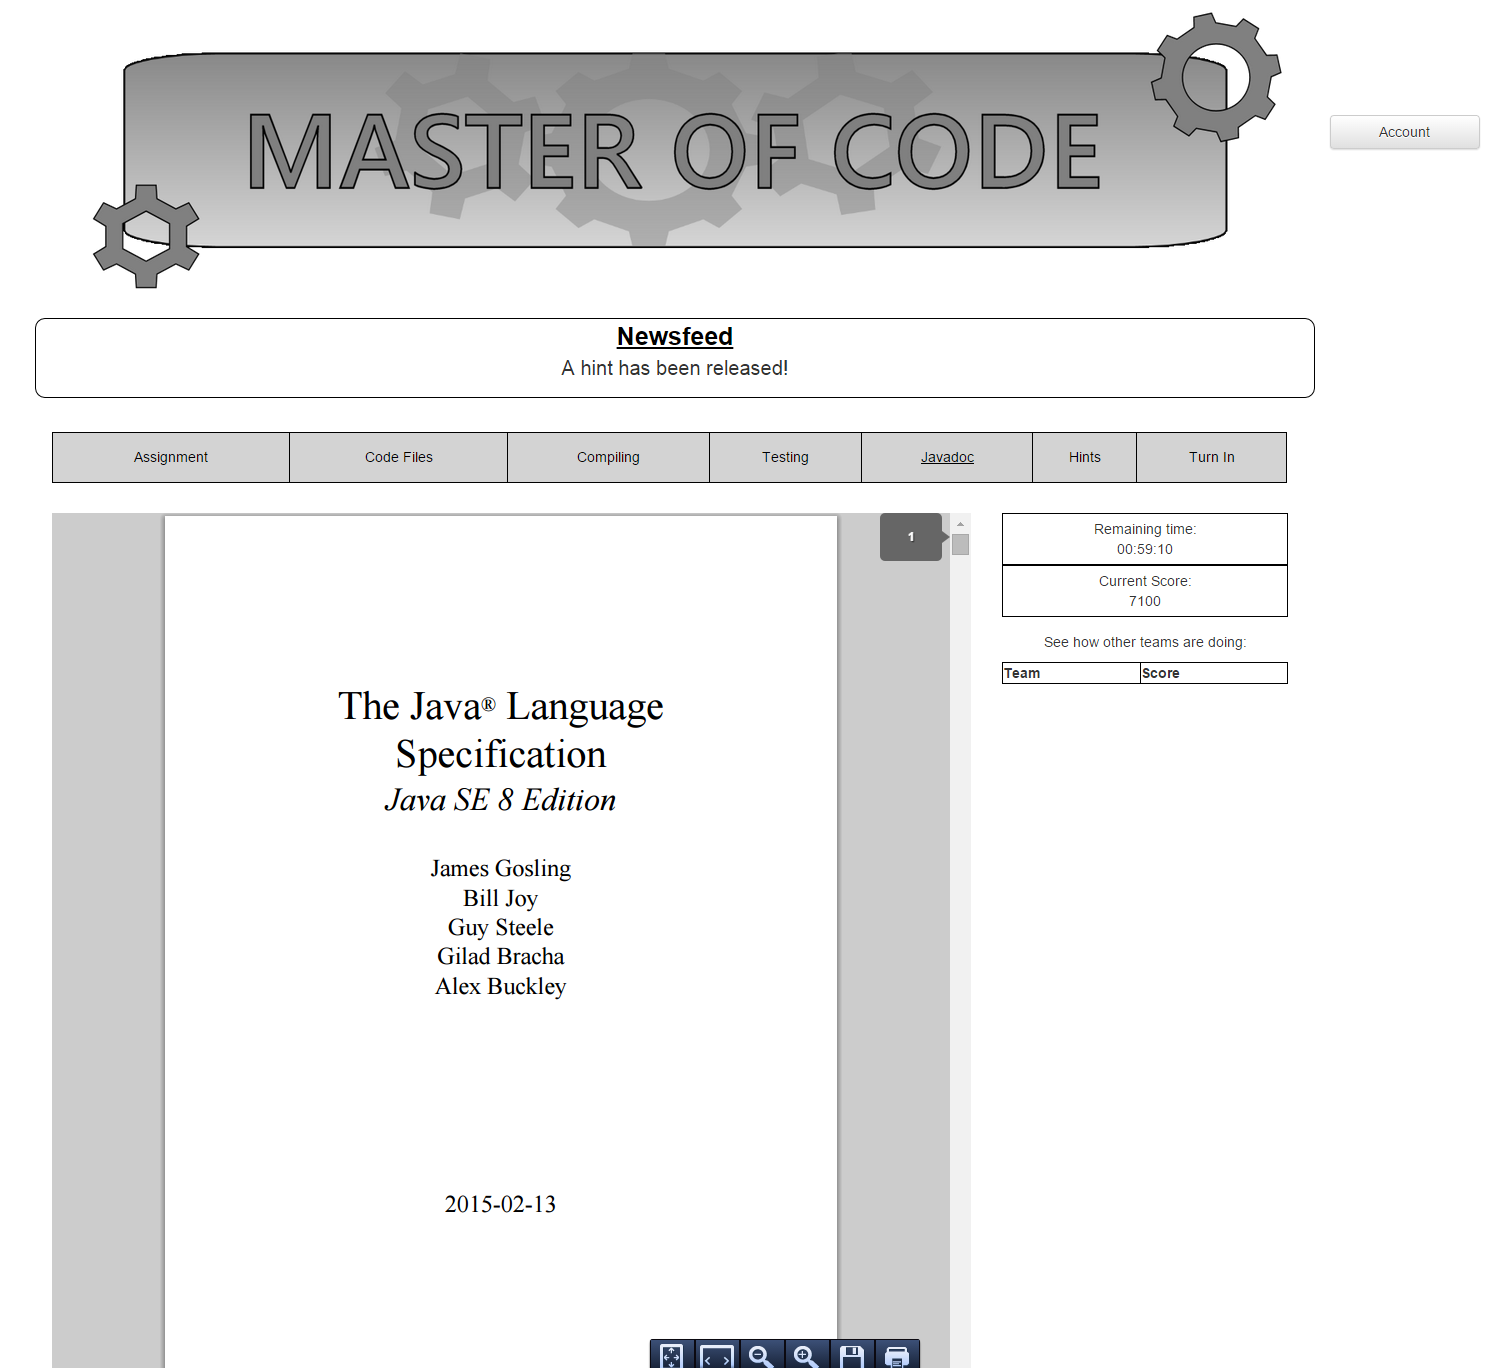 MASTER OF CODE
Account
Newsfeed
A hint has been released!
Assignment Code Files Compiling Testing Javadoc Hints Turn In
1
The Java® Language
Specification
Java SE 8 Edition
James Gosling
Bill Joy
Guy Steele
Gilad Bracha
Alex Buckley
2015-02-13
Remaining time:
00:59:10
Current Score:
7100
See how other teams are doing:
Team Score